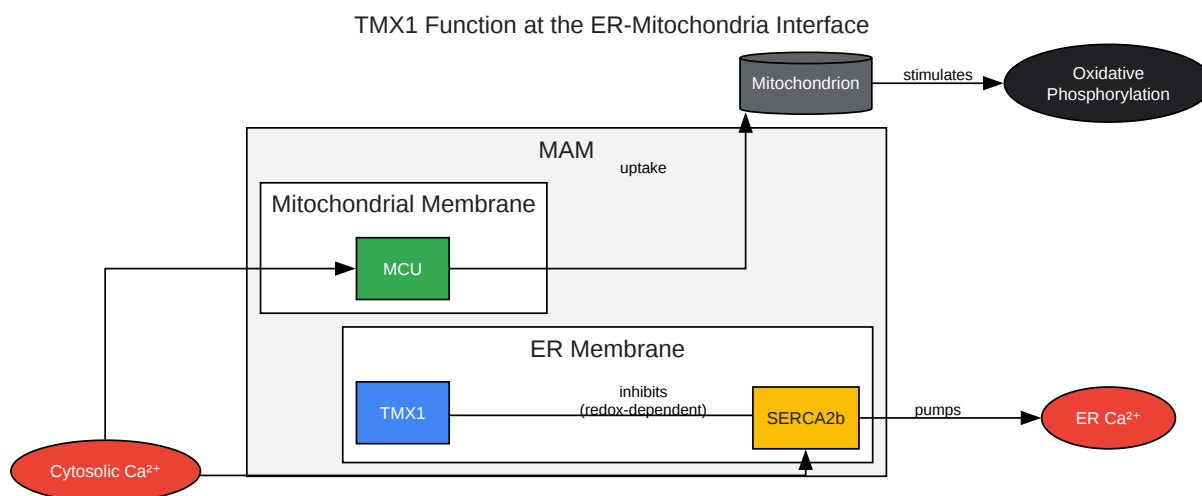 TMX1 Function at the ER-Mitochondria Interface
Mitochondrion
stimulates
Oxidative
Phosphorylation
MAM
uptake
Mitochondrial Membrane
MCU
ER Membrane
TMX1
inhibits
(redox-dependent)
SERCA2b
pumps
ER Ca²⁺
Cytosolic Ca²⁺